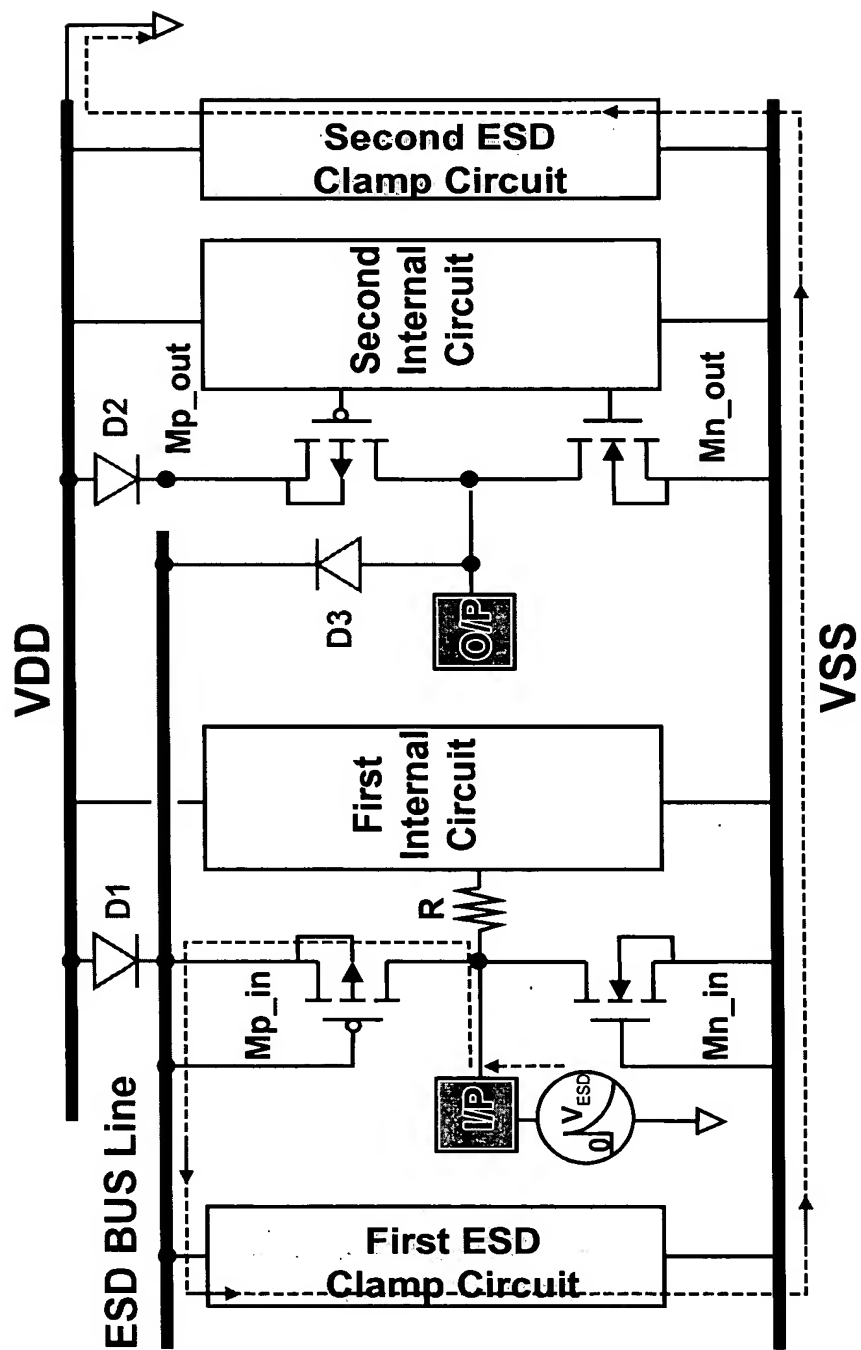 VDD
ESD BUS Line
D1
D2
Mp_in
Mp_out
D3
First ESD
Clamp Circuit
I/P
0
VESD
Mn_in
R
First
Internal
Circuit
O/P
Mn_out
Second
Internal
Circuit
Second ESD
Clamp Circuit
VSS